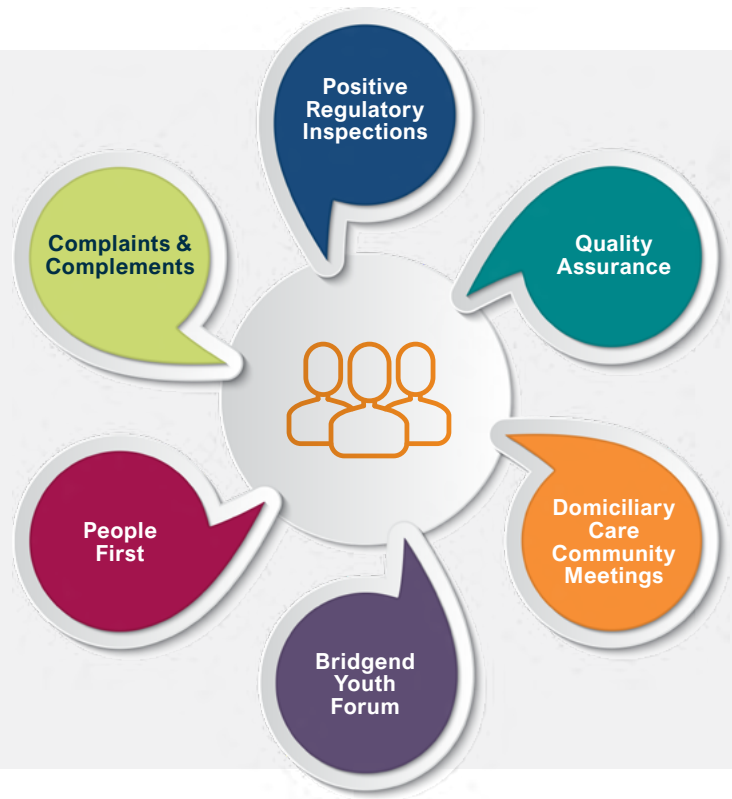 Positive
Regulatory
Inspections
Quality
Assurance
Domiciliary
Care
Community
Meetings
Bridgend
Youth
Forum
People
First
Complaints &
Complements